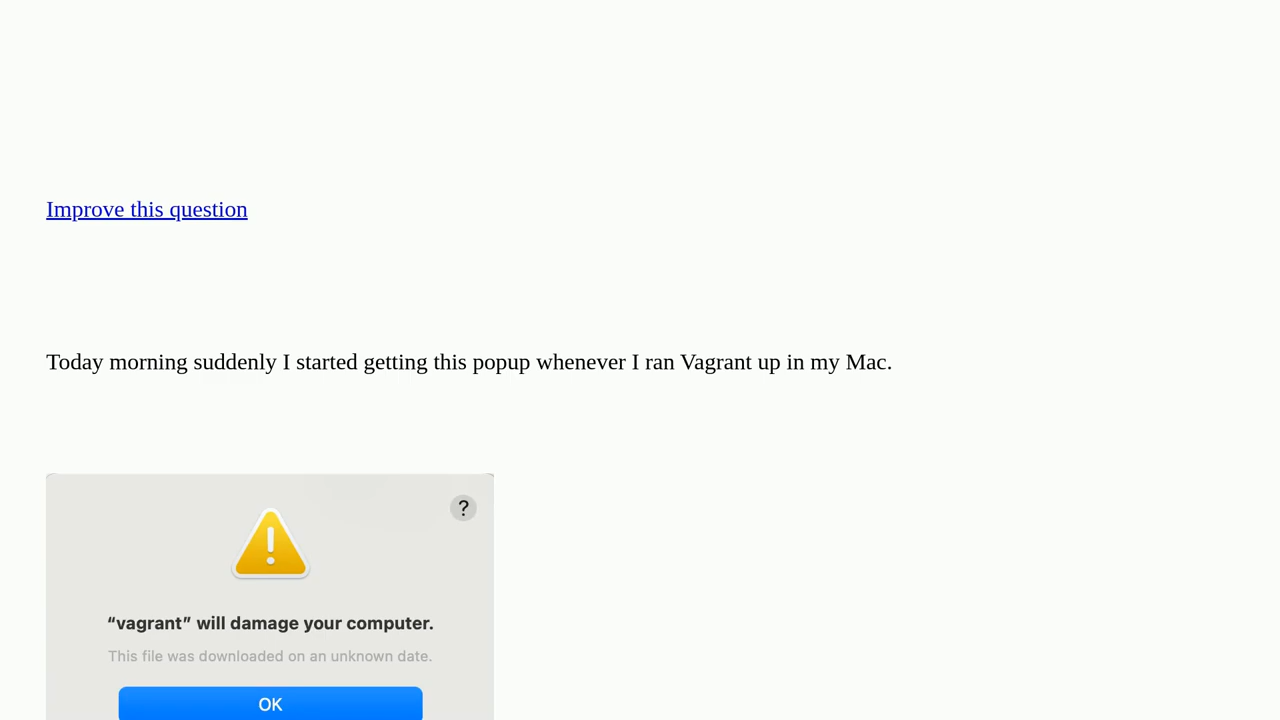 Improve this question
Today morning suddenly I started getting this popup whenever I ran Vagrant up in my Mac.
?
“vagrant” will damage your computer.
This file was downloaded on an unknown date.
OK